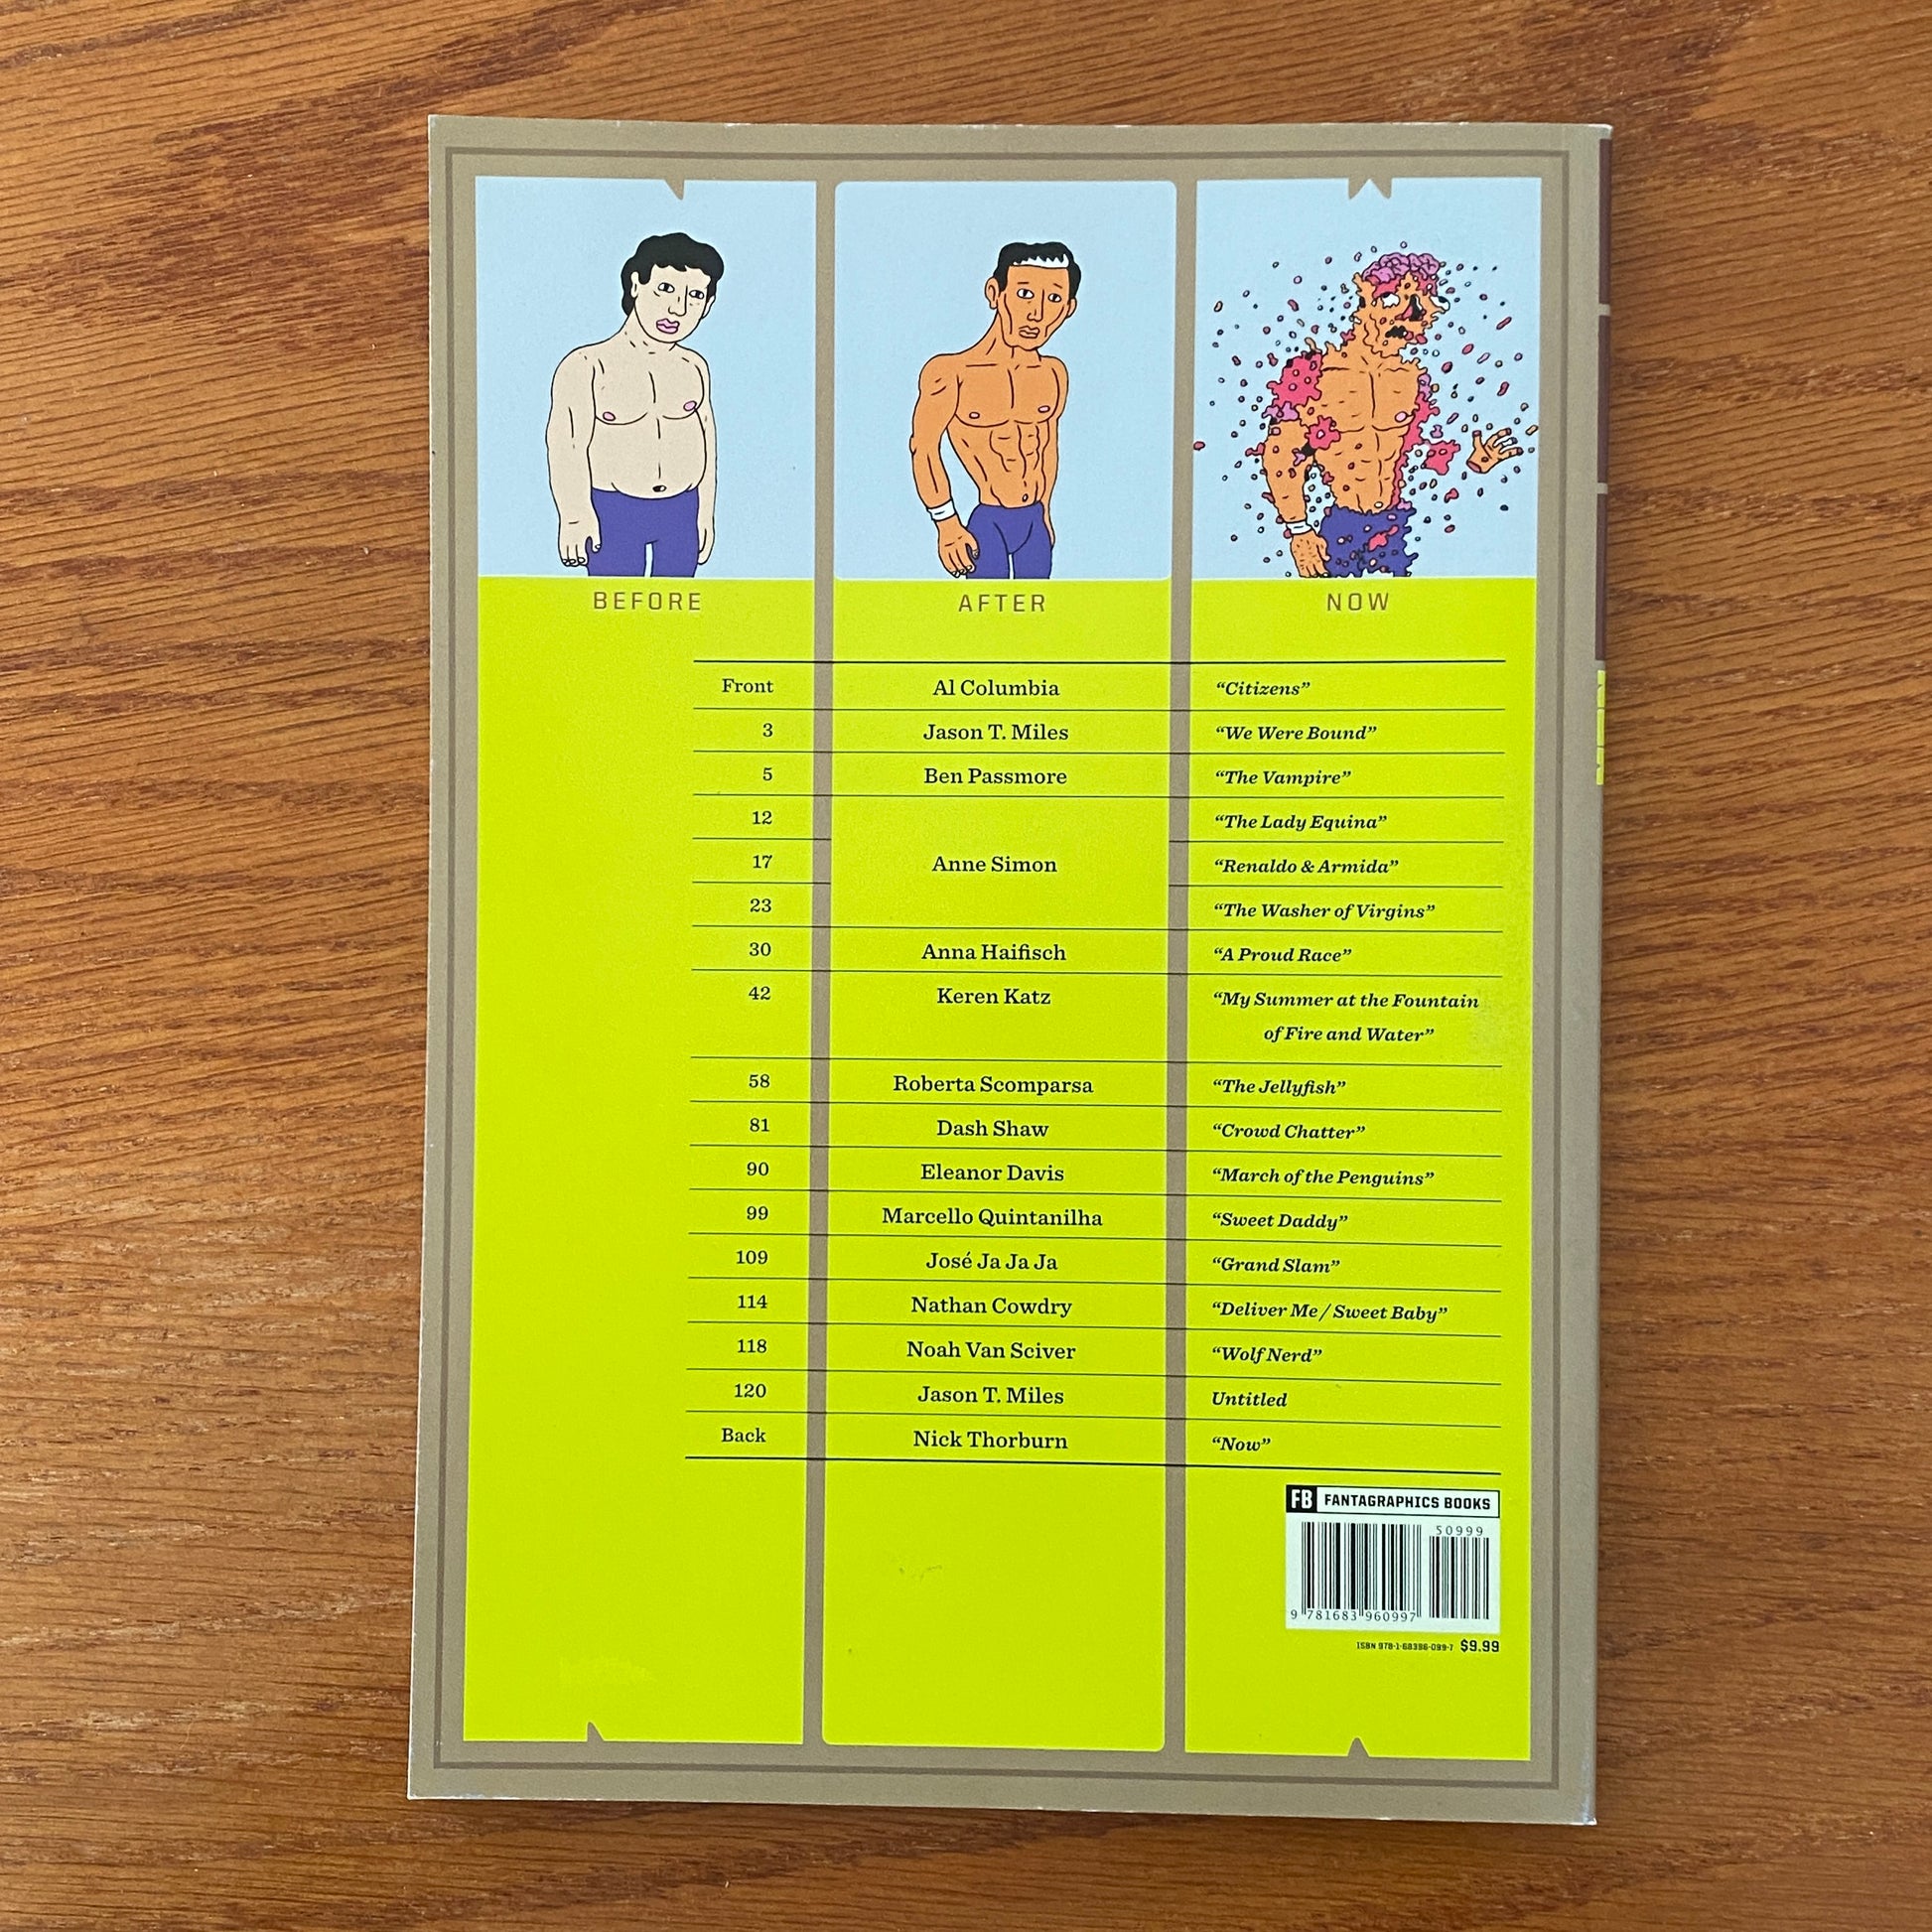 BEFORE AFTER NOW
Front Al Columbia “Citizens”
3 Jason T. Miles “We Were Bound”
5 Ben Passmore “The Vampire”
12 “The Lady Equina”
17 Anne Simon “Renaldo & Armida”
23 “The Washer of Virgins”
30 Anna Haifisch “A Proud Race”
42 Keren Katz “My Summer at the Fountain
of Fire and Water”
58 Roberta Scomparsa “The Jellyfish”
81 Dash Shaw “Crowd Chatter”
90 Eleanor Davis “March of the Penguins”
99 Marcello Quintanilha “Sweet Daddy”
109 José Ja Ja Ja “Grand Slam”
114 Nathan Cowdry “Deliver Me / Sweet Baby”
118 Noah Van Sciver “Wolf Nerd”
120 Jason T. Miles Untitled
Back Nick Thorburn “Now”
FB FANTAGRAPHICS BOOKS
50999
9 781683 960997
ISBN 978-1-68396-099-7 $9.99